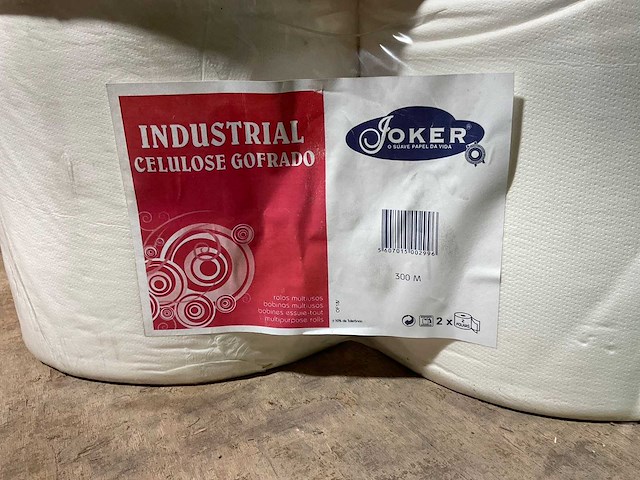 INDUSTRIAL
CELULOSE GOFRADO
rolos multiusos
bobinas multiusos
bobines essuie-tout
multipurpose rolls
JOKER®
O SUAVE PAPEL DA VIDA
5607015002996
300 M
2 x